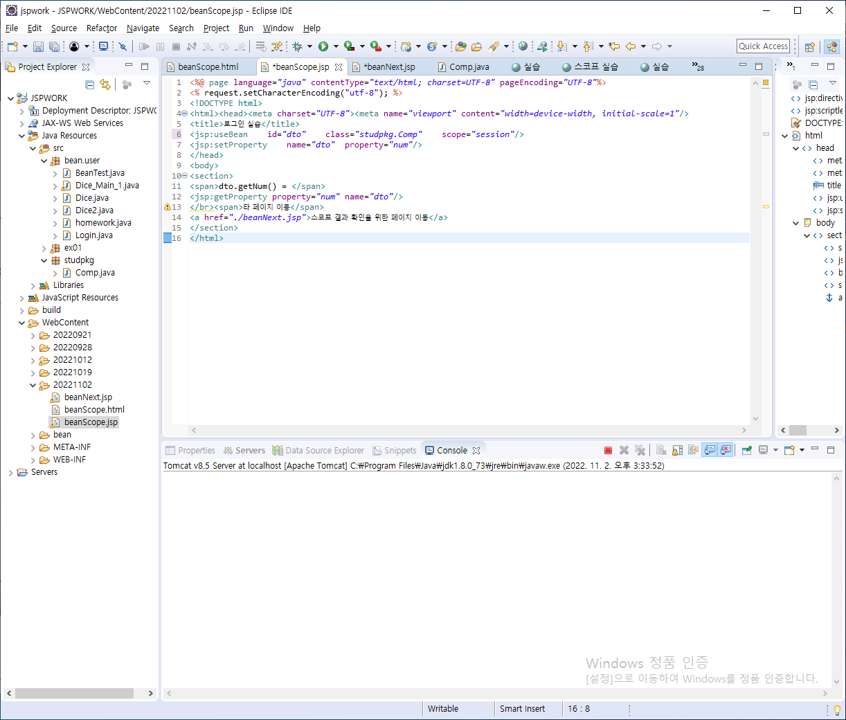 jspwork - JSPWORK/WebContent/20221102/beanScope.jsp - Eclipse IDE
File Edit Source Refactor Navigate Search Project Run Window Help
Quick Access
Project Explorer
beanScope.html *beanScope.jsp *beanNext.jsp Comp.java 실습 스코프 실습 실습 »28 »1
JSPWORK
Deployment Descriptor: JSPWC
JAX-WS Web Services
Java Resources
src
bean.user
BeanTest.java
Dice_Main_1.java
Dice.java
Dice2.java
homework.java
Login.java
ex01
studpkg
Comp.java
Libraries
JavaScript Resources
build
WebContent
20220921
20220928
20221012
20221019
20221102
beanNext.jsp
beanScope.html
beanScope.jsp
bean
META-INF
WEB-INF
Servers
1 <%@ page language="java" contentType="text/html; charset=UTF-8" pageEncoding="UTF-8"%>
2 <% request.setCharacterEncoding("utf-8"); %>
3 <!DOCTYPE html>
4 <html><head><meta charset="UTF-8"><meta name="viewport" content="width=device-width, initial-scale=1"/>
5 <title>로그인 실습</title>
6 <jsp:useBean id="dto" class="studpkg.Comp" scope="session"/>
7 <jsp:setProperty name="dto" property="num"/>
8 </head>
9 <body>
10 <section>
11 <span>dto.getNum() = </span>
12 <jsp:getProperty property="num" name="dto"/>
13 </br><span>타 페이지 이동</span>
14 <a href="./beanNext.jsp">스코프 결과 확인을 위한 페이지 이동</a>
15 </section>
16 </html>
jsp:directiv
jsp:scriptle
DOCTYPE:
html
head
met
met
title
jsp:u
jsp:s
body
sect
s
js
b
s
a
Properties Servers Data Source Explorer Snippets Console
Tomcat v8.5 Server at localhost [Apache Tomcat] C:₩Program Files₩Java₩jdk1.8.0_73₩jre₩bin₩javaw.exe (2022. 11. 2. 오후 3:33:52)
Windows 정품 인증
[설정]으로 이동하여 Windows를 정품 인증합니다.
Writable Smart Insert 16 : 8